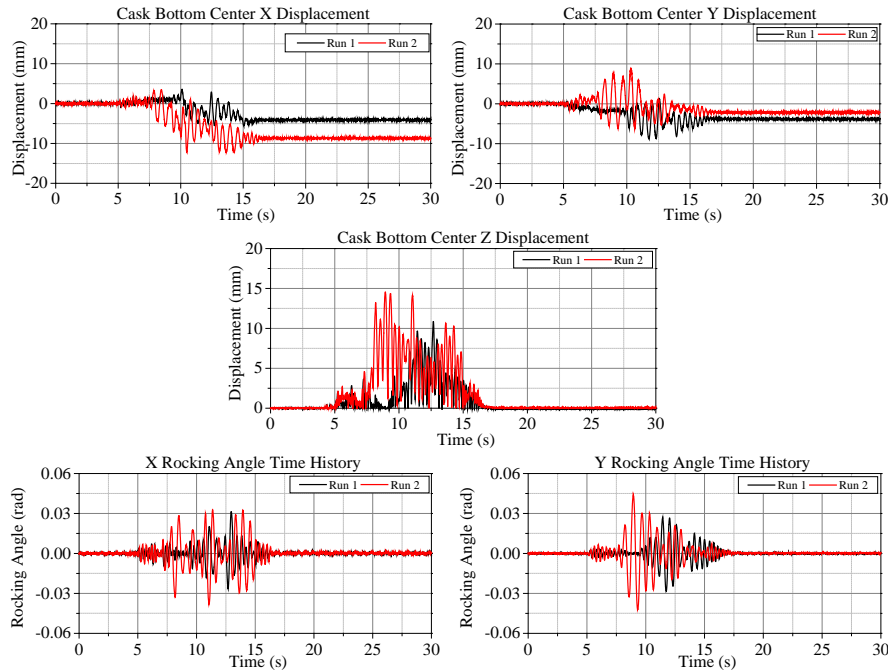 Cask Bottom Center X Displacement
Displacement (mm)
20
10
0
-10
-20
Run 1 Run 2
0 5 10 15 20 25 30
Time (s)
Cask Bottom Center Y Displacement
Displacement (mm)
20
10
0
-10
-20
Run 1 Run 2
0 5 10 15 20 25 30
Time (s)
Cask Bottom Center Z Displacement
Displacement (mm)
20
15
10
5
0
Run 1 Run 2
0 5 10 15 20 25 30
Time (s)
X Rocking Angle Time History
Rocking Angle (rad)
0.06
0.03
0.00
-0.03
-0.06
Run 1 Run 2
0 5 10 15 20 25 30
Time (s)
Y Rocking Angle Time History
Rocking Angle (rad)
0.06
0.03
0.00
-0.03
-0.06
Run 1 Run 2
0 5 10 15 20 25 30
Time (s)